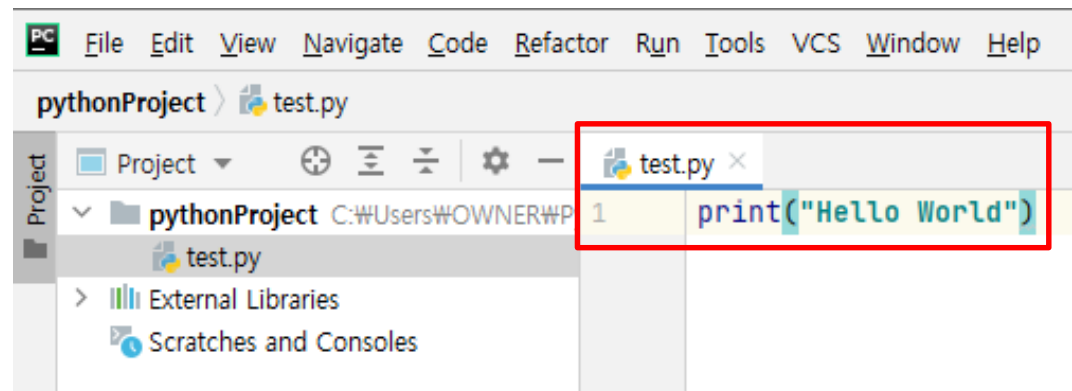 PC File Edit View Navigate Code Refactor Run Tools VCS Window Help
pythonProject test.py
Project
Project
test.py
pythonProject C:₩Users₩OWNER₩P
1 print("Hello World")
test.py
External Libraries
Scratches and Consoles